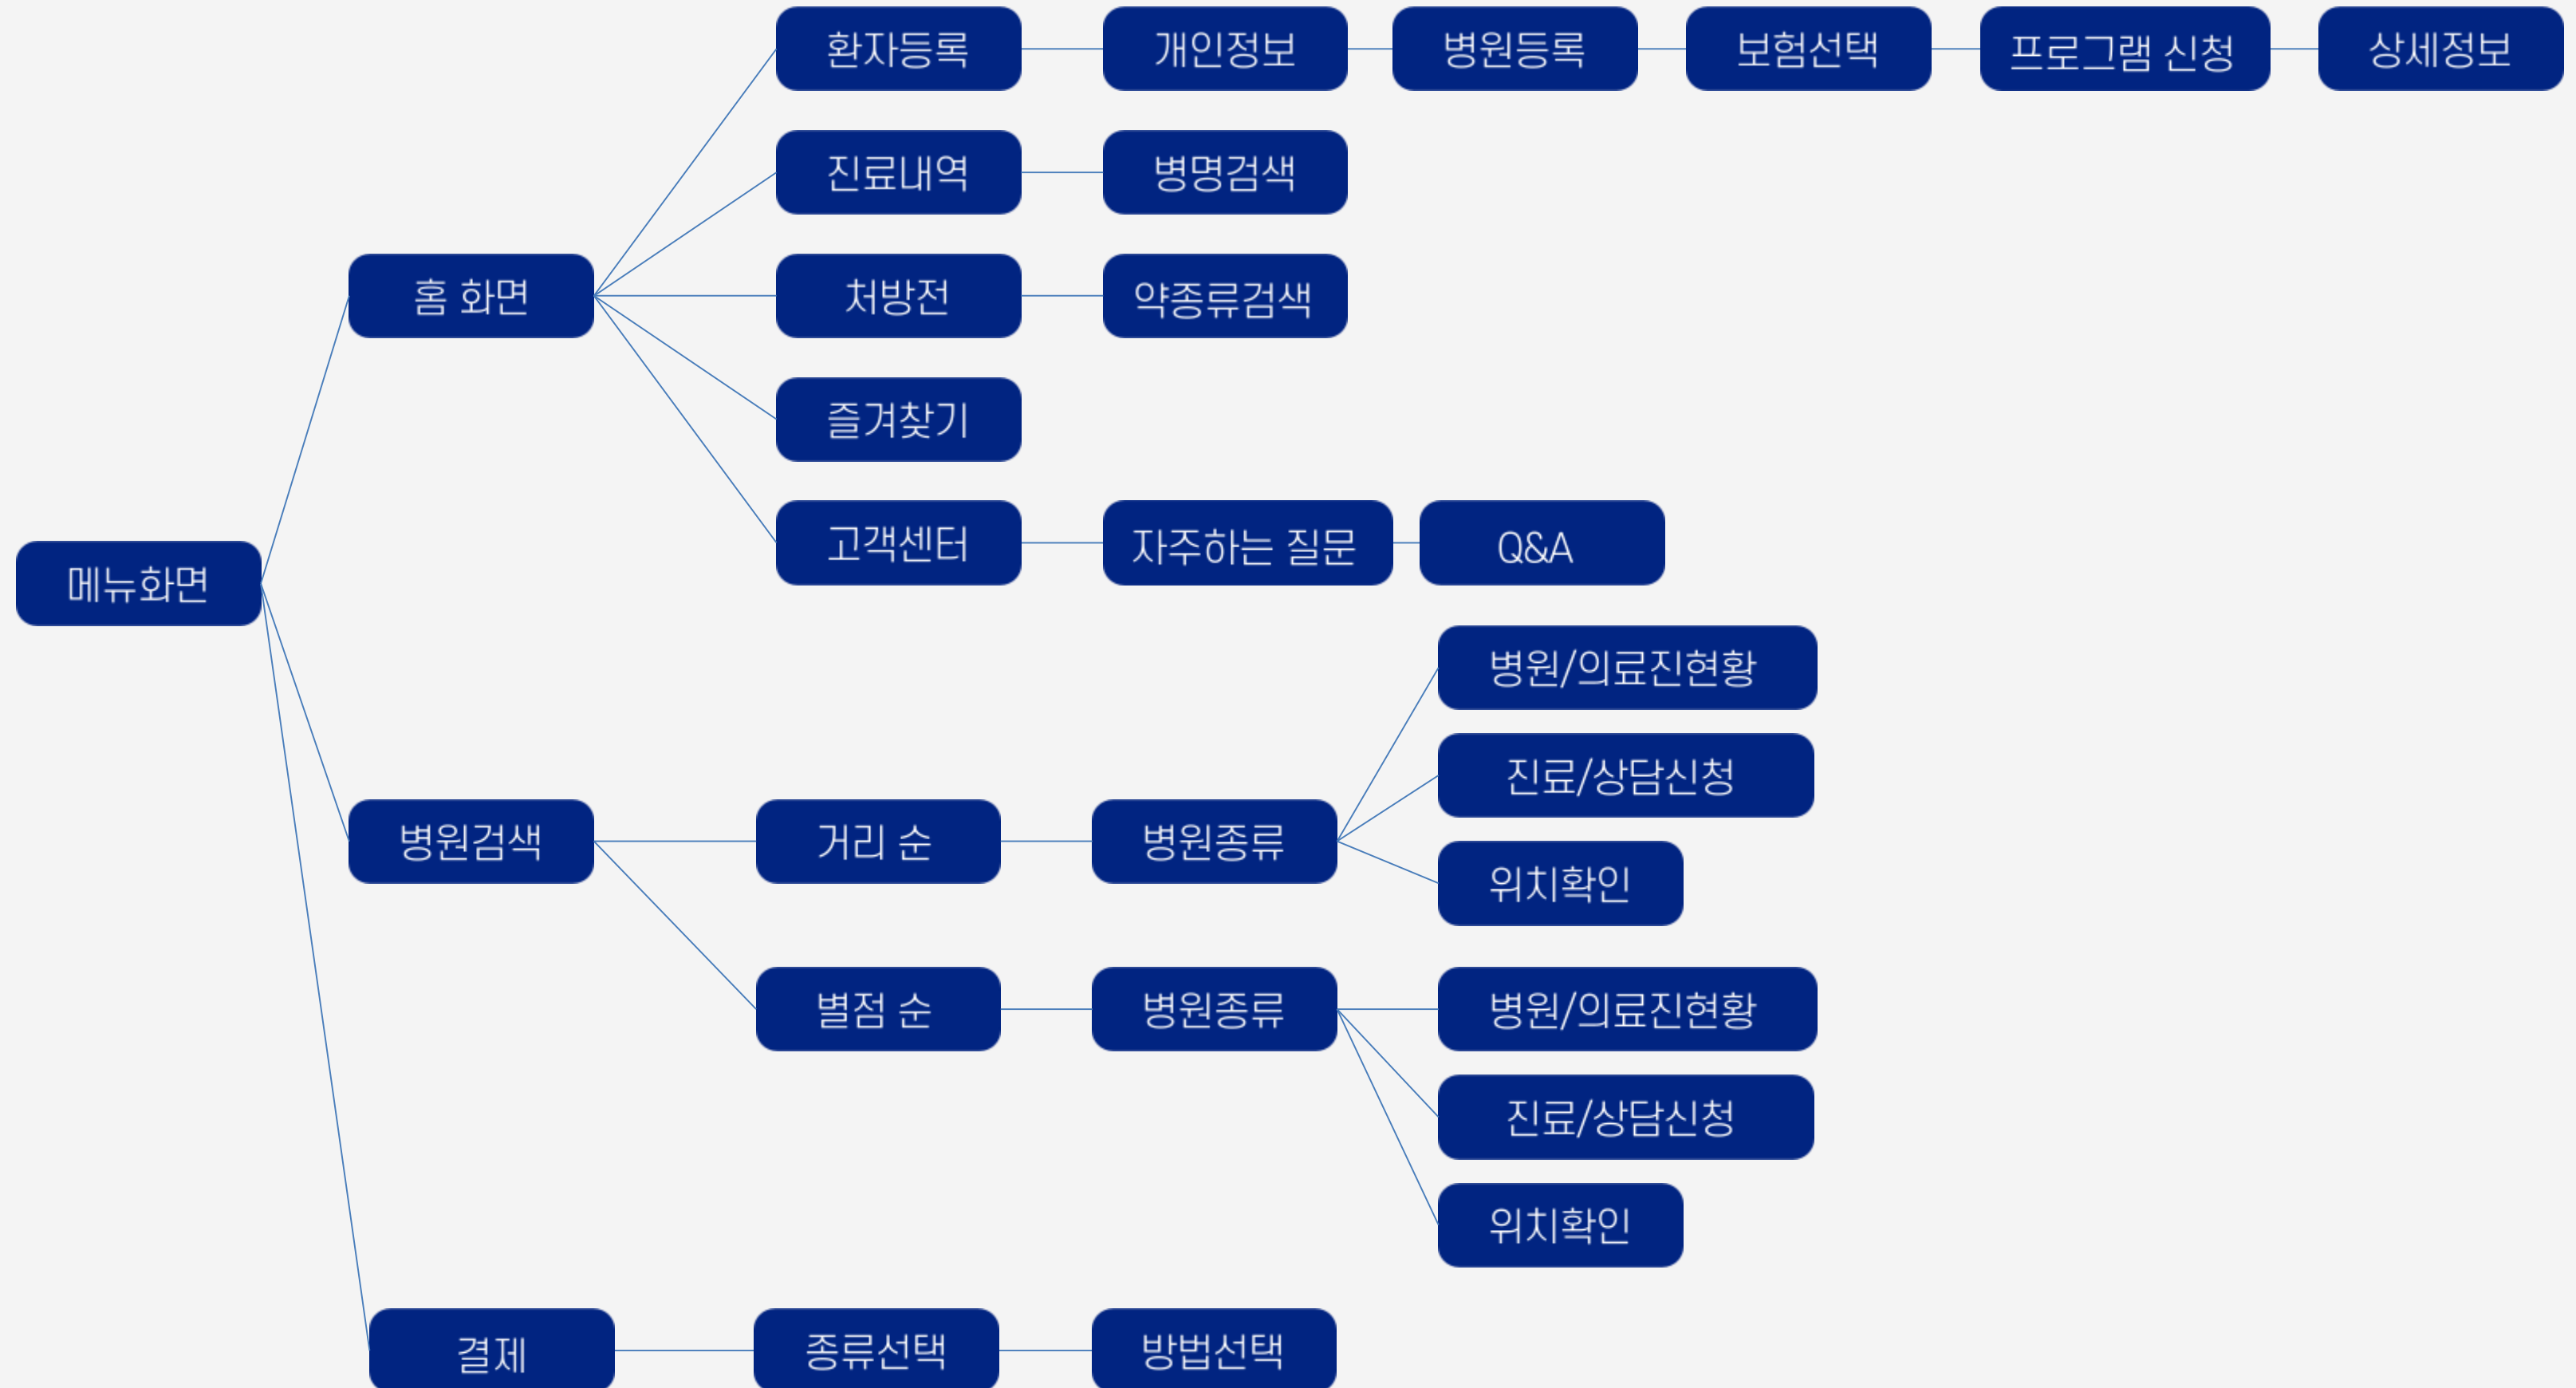 환자등록
개인정보
병원등록
보험선택
프로그램 신청
상세정보
진료내역
병명검색
홈 화면
처방전
약종류검색
즐겨찾기
고객센터
자주하는 질문
Q&A
메뉴화면
병원/의료진현황
진료/상담신청
병원검색
거리 순
병원종류
위치확인
별점 순
병원종류
병원/의료진현황
진료/상담신청
위치확인
결제
종류선택
방법선택